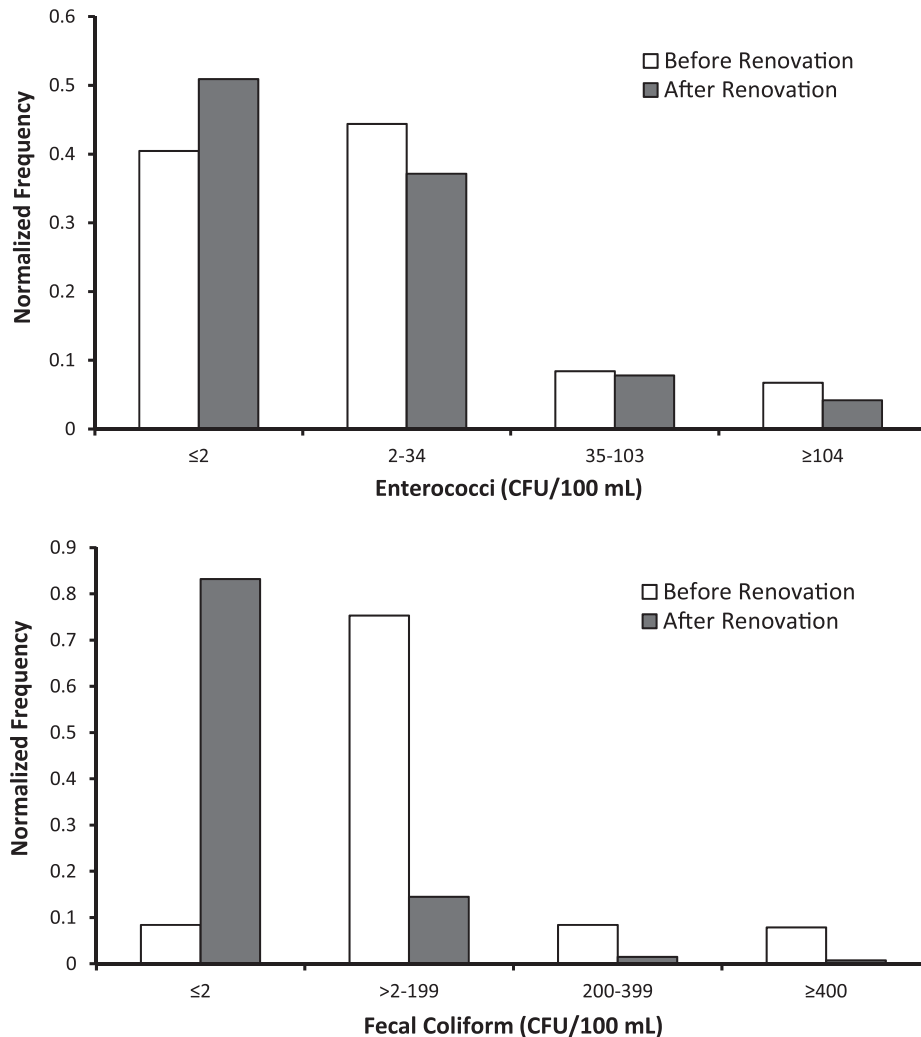 0.6
0.5
0.4
0.3
0.2
0.1
0
Normalized Frequency
Before Renovation
After Renovation
≤2 2-34 35-103 ≥104
Enterococci (CFU/100 mL)
0.9
0.8
0.7
0.6
0.5
0.4
0.3
0.2
0.1
0
Normalized Frequency
Before Renovation
After Renovation
≤2 >2-199 200-399 ≥400
Fecal Coliform (CFU/100 mL)